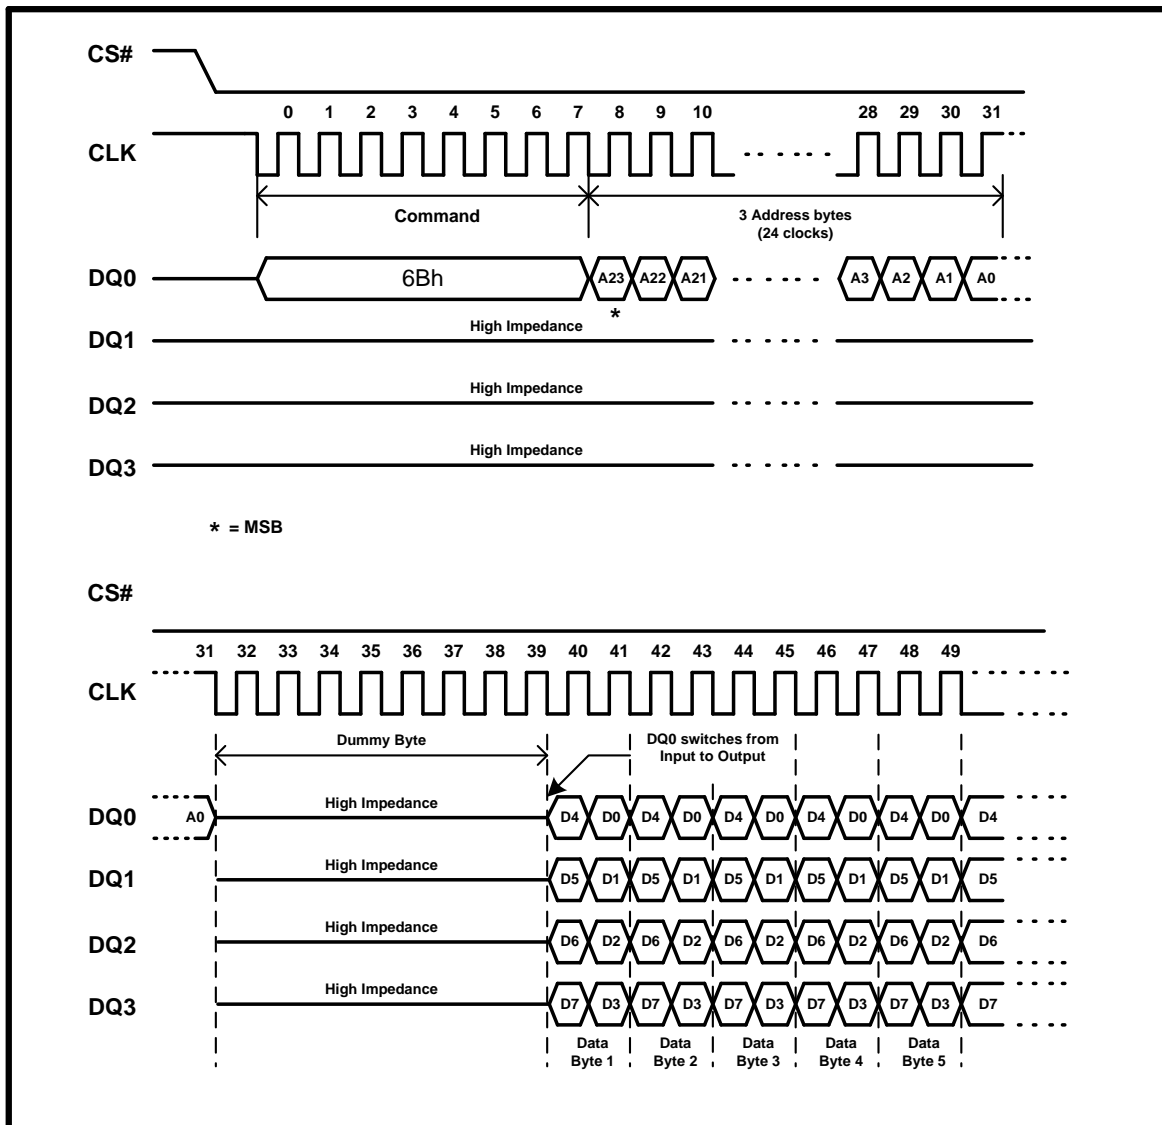 CS#
0 1 2 3 4 5 6 7 8 9 10 28 29 30 31
CLK
Command
3 Address bytes
(24 clocks)
DQ0 6Bh A23 A22 A21 A3 A2 A1 A0
*
High Impedance
DQ1
High Impedance
DQ2
High Impedance
DQ3
* = MSB
CS#
31 32 33 34 35 36 37 38 39 40 41 42 43 44 45 46 47 48 49
CLK
Dummy Byte
DQ0 switches from
Input to Output
DQ0 A0 High Impedance D4 D0 D4 D0 D4 D0 D4 D0 D4 D0 D4
DQ1 High Impedance D5 D1 D5 D1 D5 D1 D5 D1 D5 D1 D5
DQ2 High Impedance D6 D2 D6 D2 D6 D2 D6 D2 D6 D2 D6
DQ3 High Impedance D7 D3 D7 D3 D7 D3 D7 D3 D7 D3 D7
Data Data Data Data Data
Byte 1 Byte 2 Byte 3 Byte 4 Byte 5